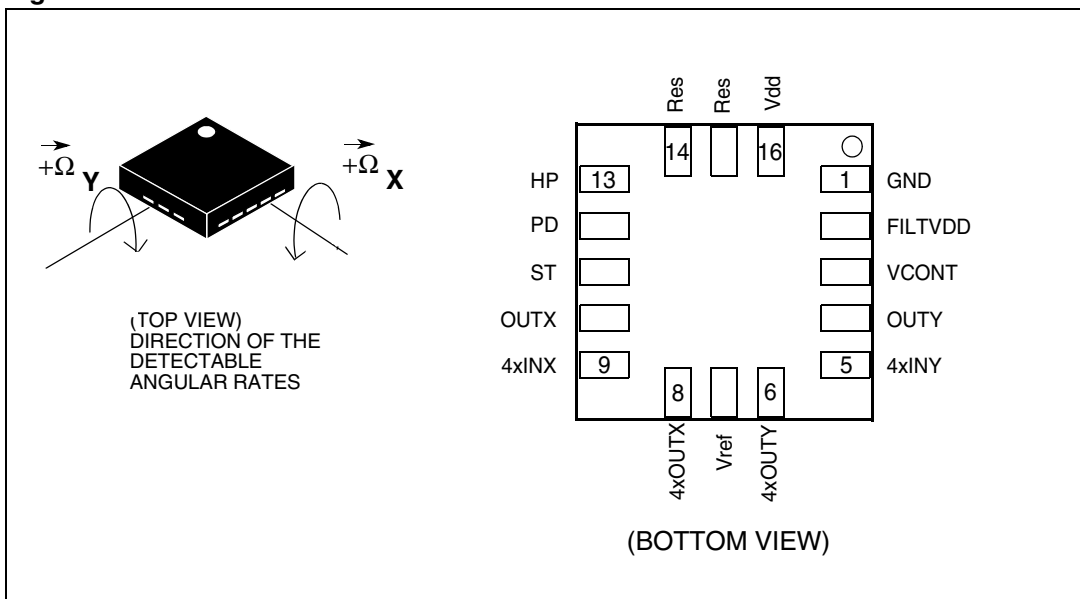 +Ω Y
+Ω X
(TOP VIEW)
DIRECTION OF THE
DETECTABLE
ANGULAR RATES
Res
Res
Vdd
14
16
HP
13
1
GND
PD
FILTVDD
ST
VCONT
OUTX
OUTY
4xINX
9
5
4xINY
8
6
4xOUTX
Vref
4xOUTY
(BOTTOM VIEW)